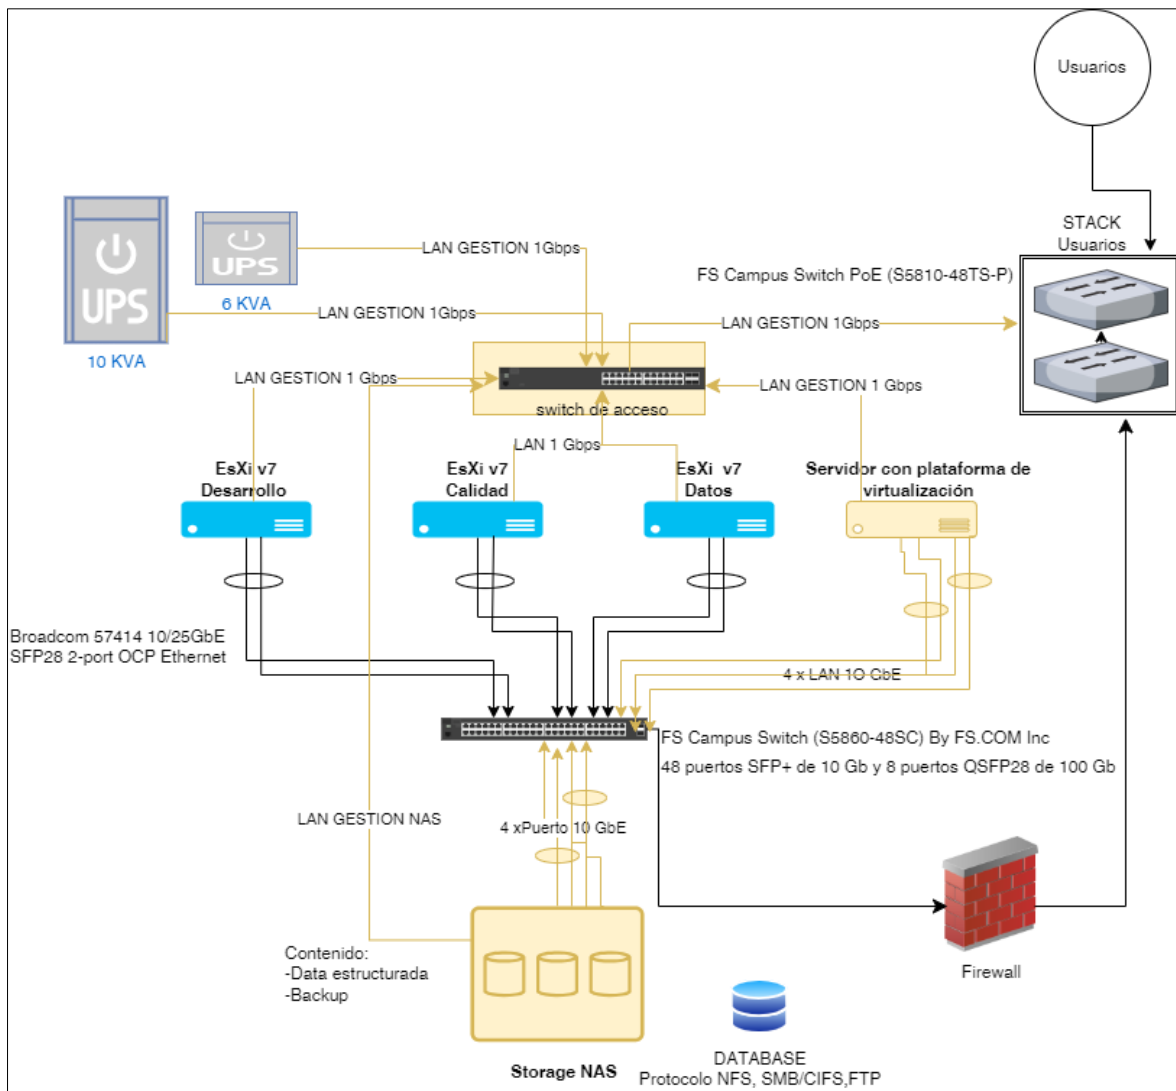 Usuarios
STACK
Usuarios
FS Campus Switch PoE (S5810-48TS-P)
UPS
10 KVA
UPS
6 KVA
LAN GESTION 1Gbps
LAN GESTION 1Gbps
LAN GESTION 1Gbps
LAN GESTION 1 Gbps
LAN GESTION 1 Gbps
switch de acceso
LAN 1 Gbps
EsXi v7
Desarrollo
EsXi v7
Calidad
EsXi v7
Datos
Servidor con plataforma de
virtualización
Broadcom 57414 10/25GbE
SFP28 2-port OCP Ethernet
4 x LAN 1O GbE
FS Campus Switch (S5860-48SC) By FS.COM Inc
48 puertos SFP+ de 10 Gb y 8 puertos QSFP28 de 100 Gb
LAN GESTION NAS
4 xPuerto 10 GbE
Contenido:
-Data estructurada
-Backup
Firewall
Storage NAS
DATABASE
Protocolo NFS, SMB/CIFS,FTP